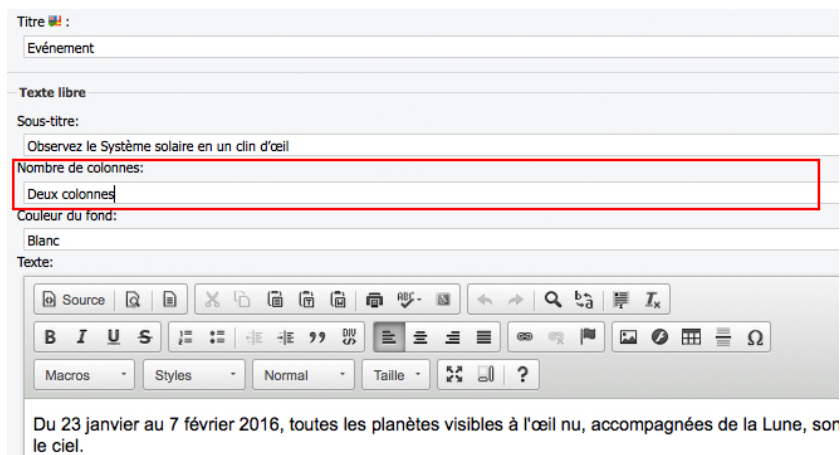 Titre :
Evénement
Texte libre
Sous-titre:
Observez le Système solaire en un clin d'œil
Nombre de colonnes:
Deux colonnes
Couleur du fond:
Blanc
Texte:
Source
ABC
B I U S DIV
Macros Styles Normal Taille ?
Du 23 janvier au 7 février 2016, toutes les planètes visibles à l'œil nu, accompagnées de la Lune, son
le ciel.